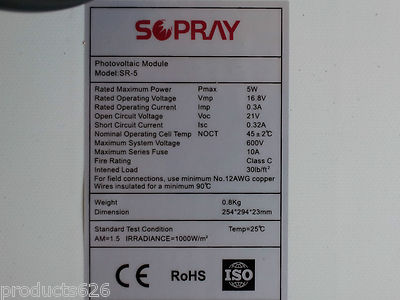 SOPRAY
Photovoltaic Module
Model:SR-5
Rated Maximum Power Pmax 5W
Rated Operating Voltage Vmp 16.8V
Rated Operating Current Imp 0.3A
Open Circuit Voltage Voc 21V
Short Circuit Current Isc 0.32A
Nominal Operating Cell Temp NOCT 45±2℃
Maximum System Voltage 600V
Maximum Series Fuse 10A
Fire Rating Class C
Intened Load 30lb/ft²
For field connections, use minimum No.12AWG copper
Wires insulated for a minimum 90℃
Weight 0.8Kg
Dimension 254*294*23mm
Standard Test Condition Temp=25℃
AM=1.5 IRRADIANCE=1000W/m²
CE RoHS ISO
products626